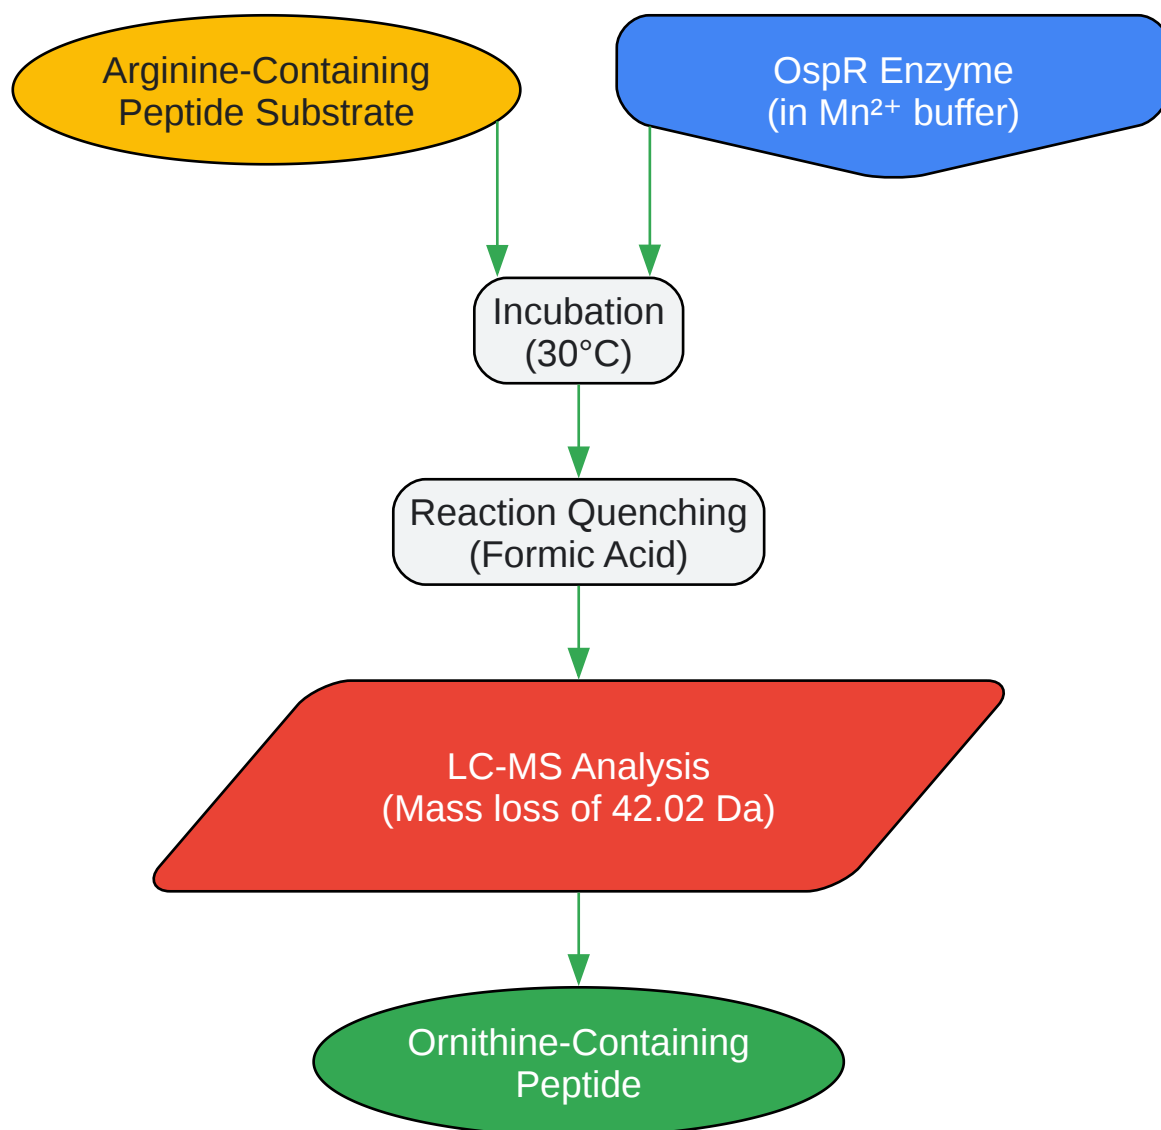 Arginine-Containing
Peptide Substrate
OspR Enzyme
(in Mn²⁺ buffer)
Incubation
(30°C)
Reaction Quenching
(Formic Acid)
LC-MS Analysis
(Mass loss of 42.02 Da)
Ornithine-Containing
Peptide